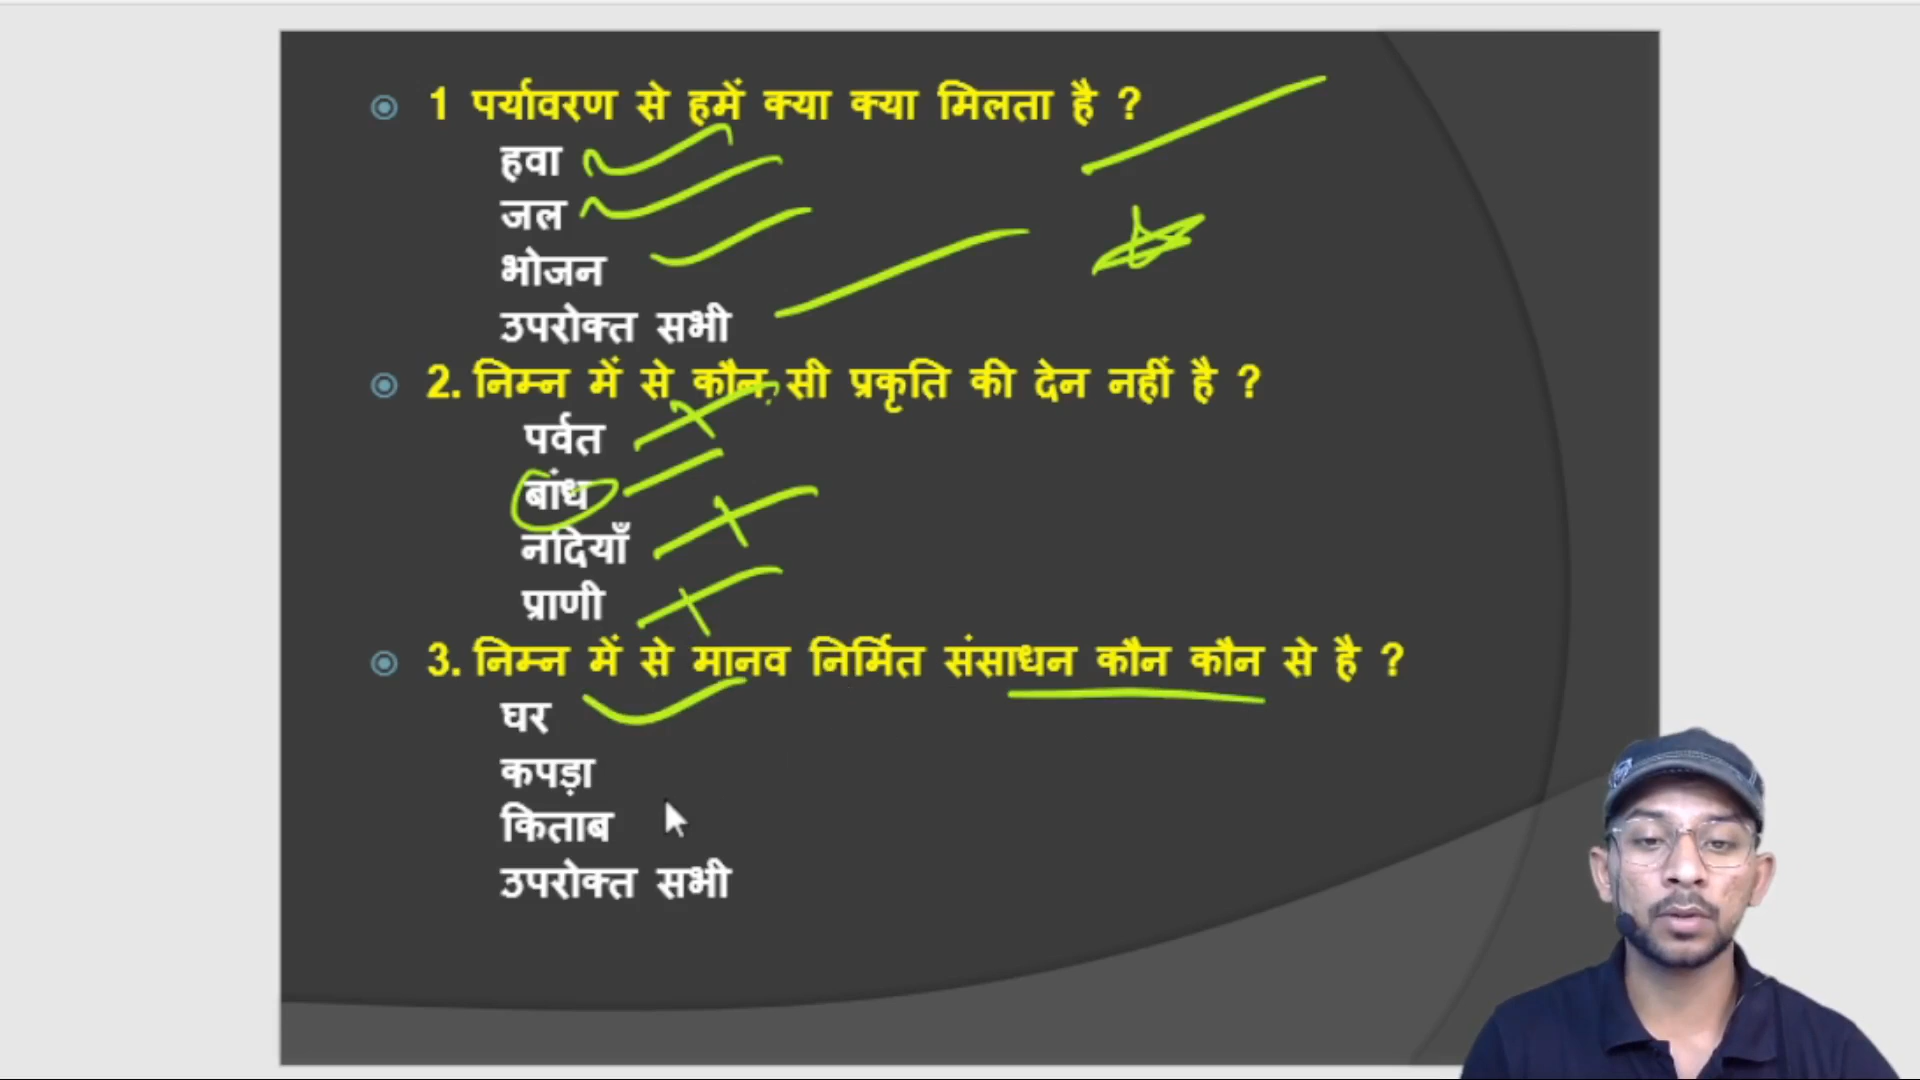 1 पर्यावरण से हमें क्या क्या मिलता है ?
हवा
जल
भोजन
उपरोक्त सभी
2. निम्न में से कौन सी प्रकृति की देन नहीं है ?
पर्वत
बांध
नदियाँ
प्राणी
3. निम्न में से मानव निर्मित संसाधन कौन कौन से है ?
घर
कपड़ा
किताब
उपरोक्त सभी